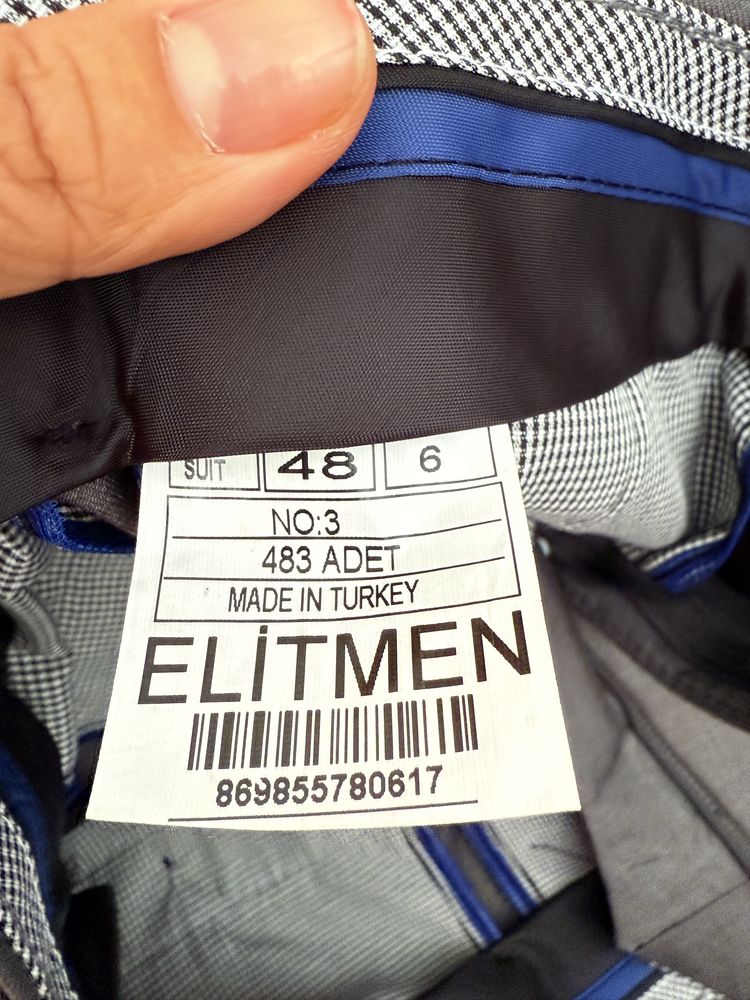 SUIT 48 6
NO:3
483 ADET
MADE IN TURKEY
ELİTMEN
869855780617